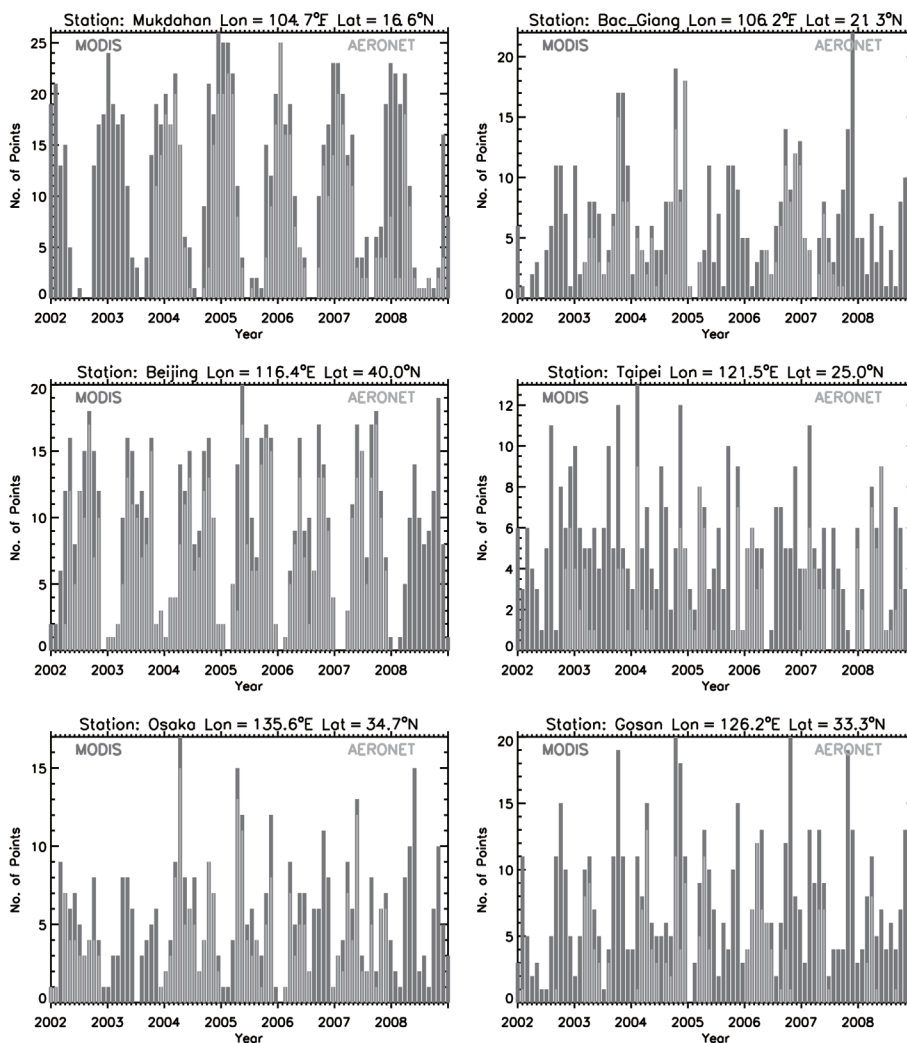 Station: Mukdahan Lon = 104.7°E Lat = 16.6°N
MODIS AERONET
No. of Points
25
20
15
10
5
0
2002 2003 2004 2005 2006 2007 2008
Year
Station: Bac_Giang Lon = 106.2°E Lat = 21.3°N
MODIS AERONET
No. of Points
20
15
10
5
0
2002 2003 2004 2005 2006 2007 2008
Year
Station: Beijing Lon = 116.4°E Lat = 40.0°N
MODIS AERONET
No. of Points
20
15
10
5
0
2002 2003 2004 2005 2006 2007 2008
Year
Station: Taipei Lon = 121.5°E Lat = 25.0°N
MODIS AERONET
No. of Points
12
10
8
6
4
2
0
2002 2003 2004 2005 2006 2007 2008
Year
Station: Osaka Lon = 135.6°E Lat = 34.7°N
MODIS AERONET
No. of Points
15
10
5
0
2002 2003 2004 2005 2006 2007 2008
Year
Station: Gosan Lon = 126.2°E Lat = 33.3°N
MODIS AERONET
No. of Points
20
15
10
5
0
2002 2003 2004 2005 2006 2007 2008
Year